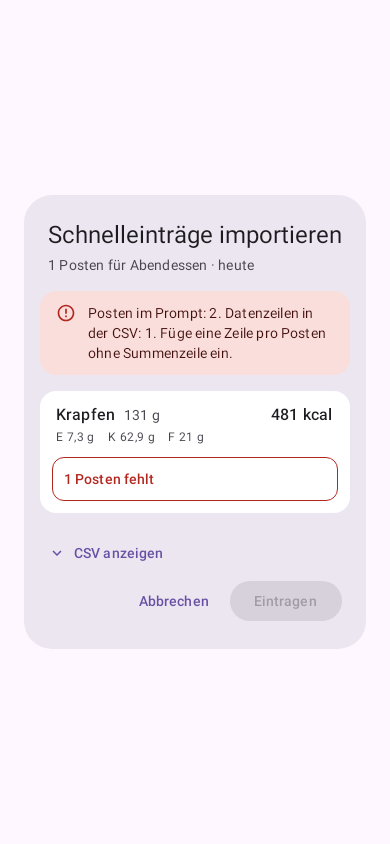 Schnelleinträge importieren
1 Posten für Abendessen · heute
Posten im Prompt: 2. Datenzeilen in
der CSV: 1. Füge eine Zeile pro Posten
ohne Summenzeile ein.
Krapfen 131 g 481 kcal
E 7,3 g K 62,9 g F 21 g
1 Posten fehlt
CSV anzeigen
Abbrechen Eintragen